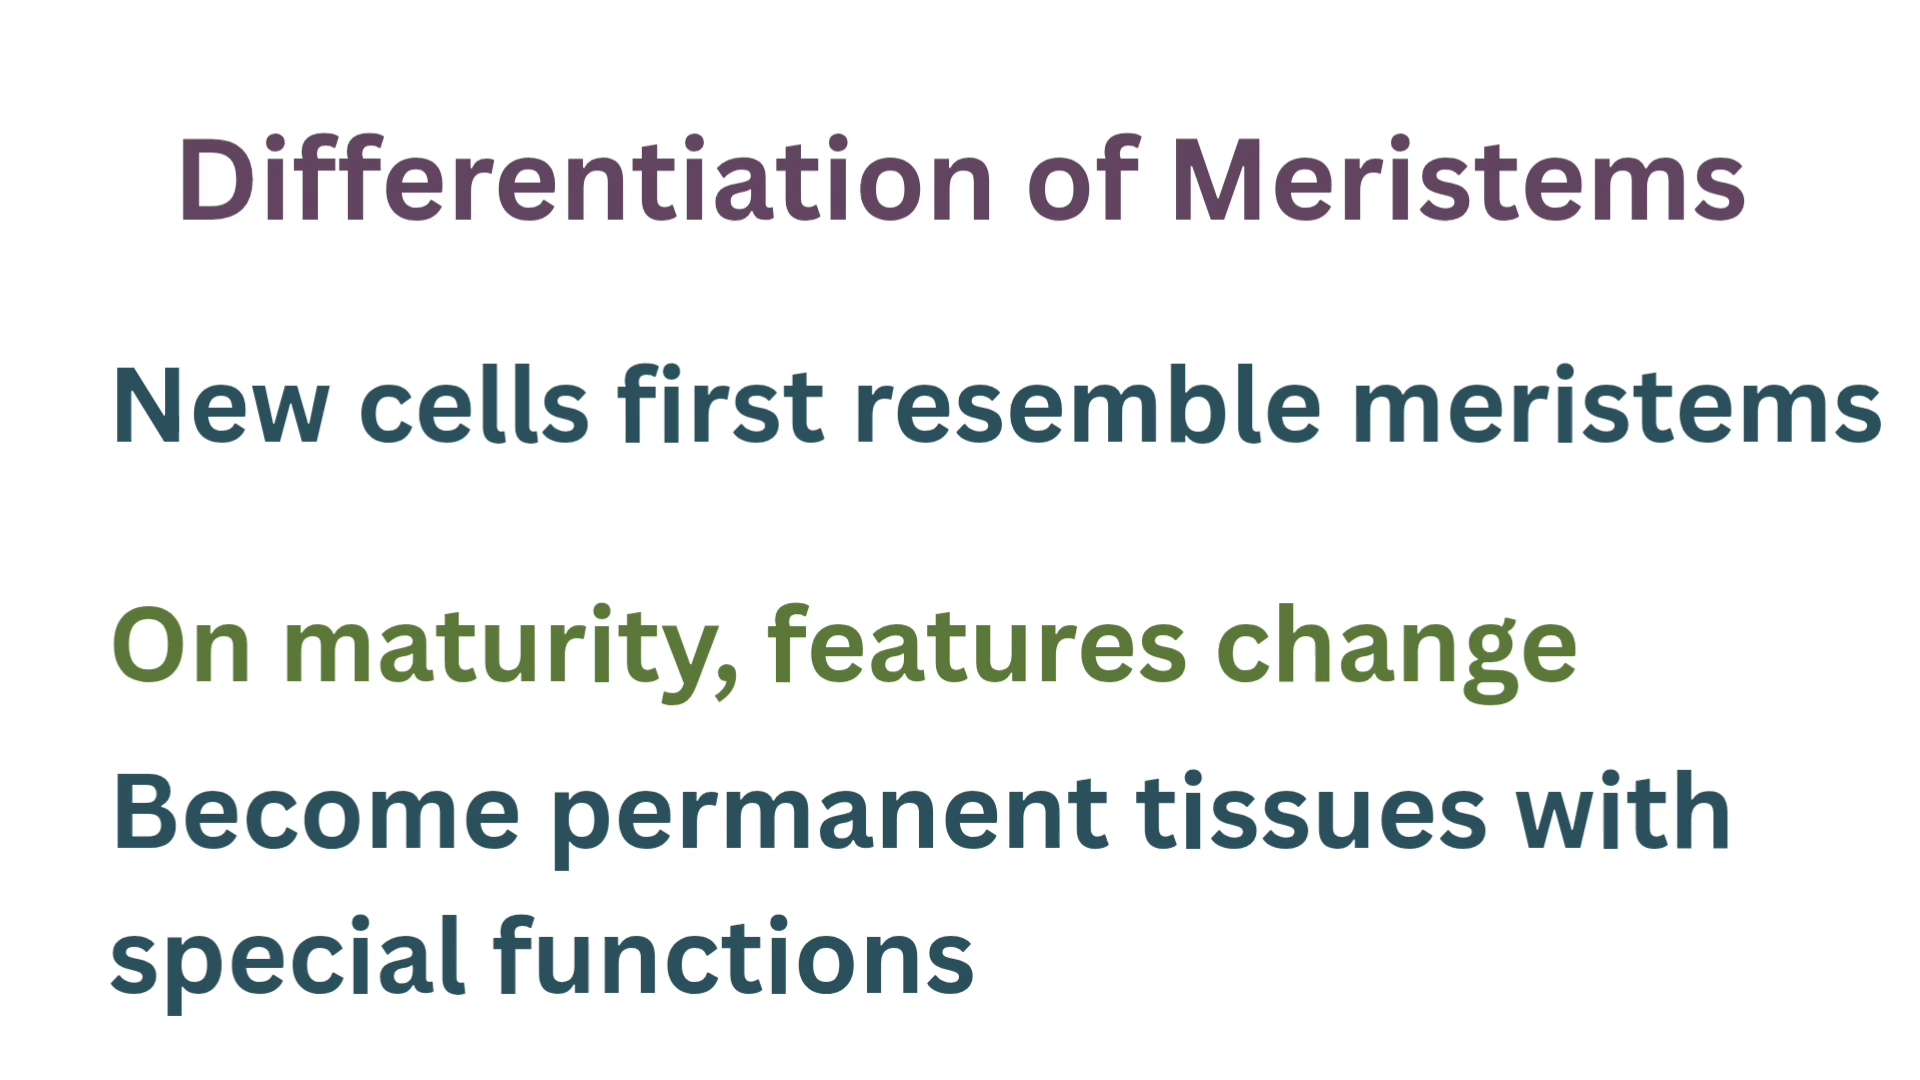 Differentiation of Meristems
New cells first resemble meristems
On maturity, features change
Become permanent tissues with
special functions